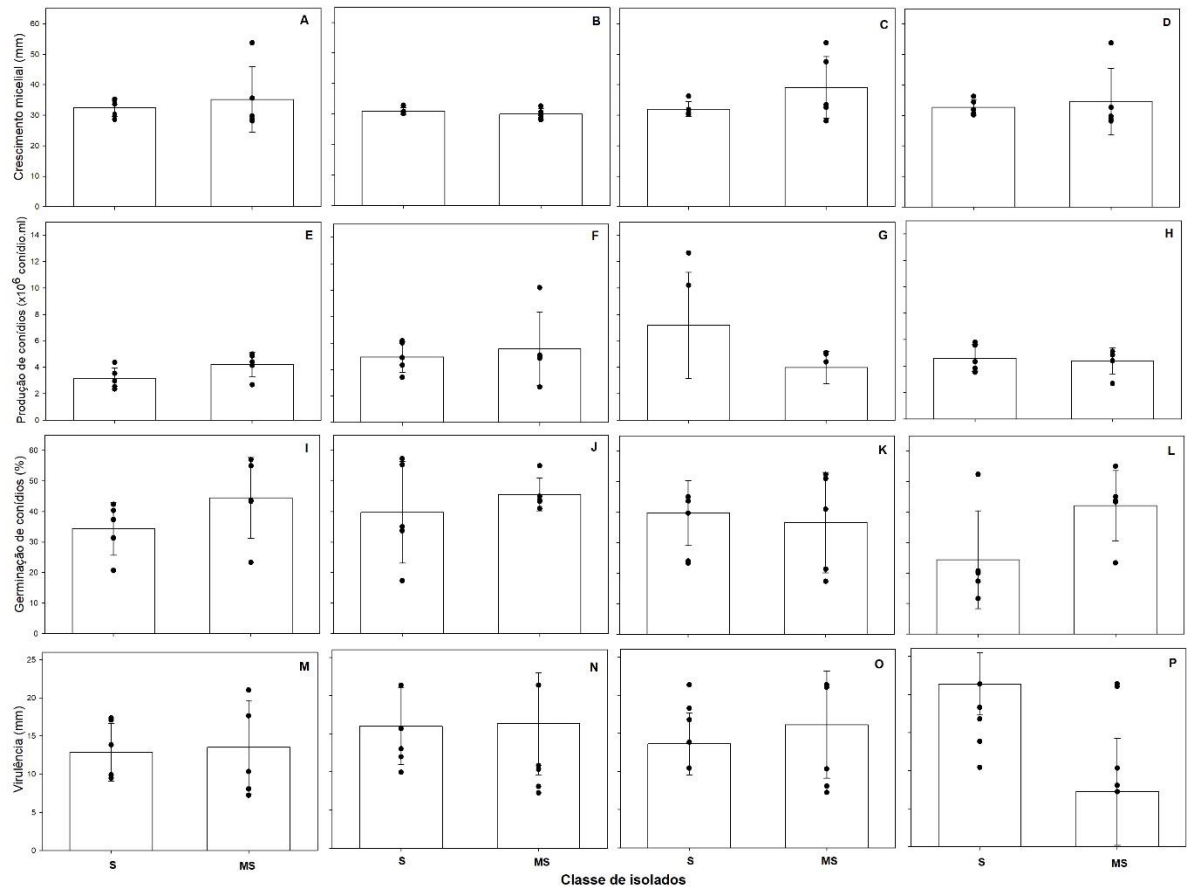 A
B
C
D
Crescimento micelial (mm)
60
50
40
30
20
10
0
E
F
G
H
Produção de conídios (x10⁶ conídio.ml)
14
12
10
8
6
4
2
0
I
J
K
L
Germinação de conídios (%)
60
50
40
30
20
10
0
M
N
O
P
Virulência (mm)
25
20
15
10
5
0
S MS S MS S MS S MS
Classe de isolados